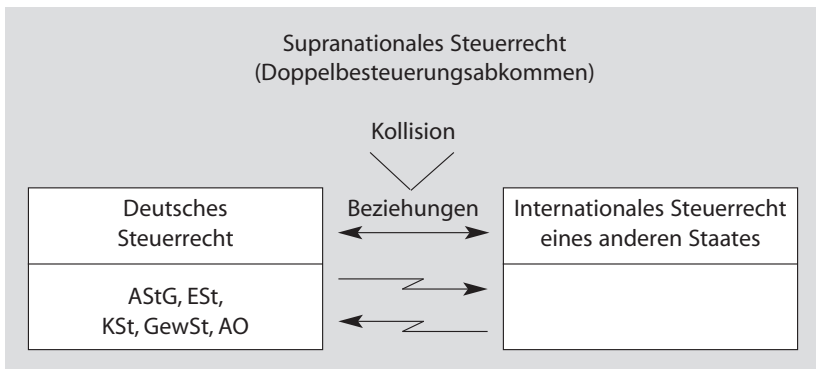 Supranationales Steuerrecht
(Doppelbesteuerungsabkommen)
Kollision
Deutsches
Steuerrecht
Beziehungen
Internationales Steuerrecht
eines anderen Staates
AStG, ESt,
KSt, GewSt, AO